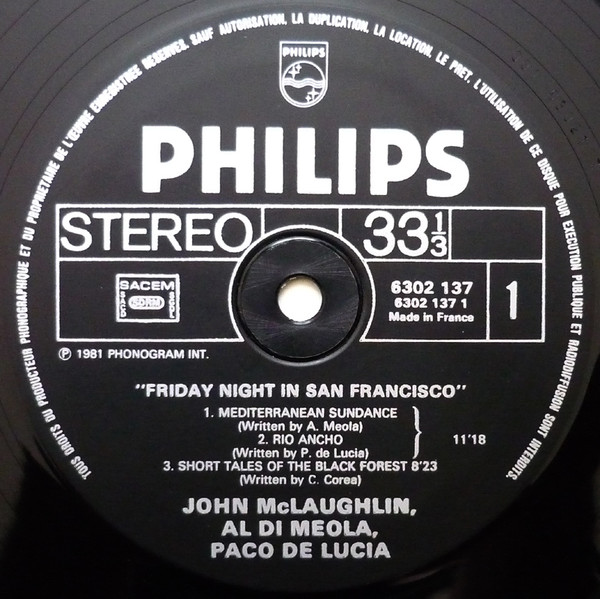 TOUS DROITS DU PRODUCTEUR PHONOGRAPHIQUE ET DU PROPRIETAIRE DE L'ŒUVRE ENREGISTREE RESERVES. SAUF AUTORISATION, LA DUPLICATION, LA LOCATION, LE PRET, L'UTILISATION DE CE DISQUE POUR EXECUTION PUBLIQUE ET RADIODIFFUSION SONT INTERDITS.
PHILIPS
PHILIPS
STEREO
33 1/3
SACEM
SACD
SDRM
SGDL
6302 137
6302 137 1
Made in France
1
℗ 1981 PHONOGRAM INT.
"FRIDAY NIGHT IN SAN FRANCISCO"
1. MEDITERRANEAN SUNDANCE
(Written by A. Meola)
2. RIO ANCHO
(Written by P. de Lucia)
11'18
3. SHORT TALES OF THE BLACK FOREST 8'23
(Written by C. Corea)
JOHN McLAUGHLIN,
AL DI MEOLA,
PACO DE LUCIA